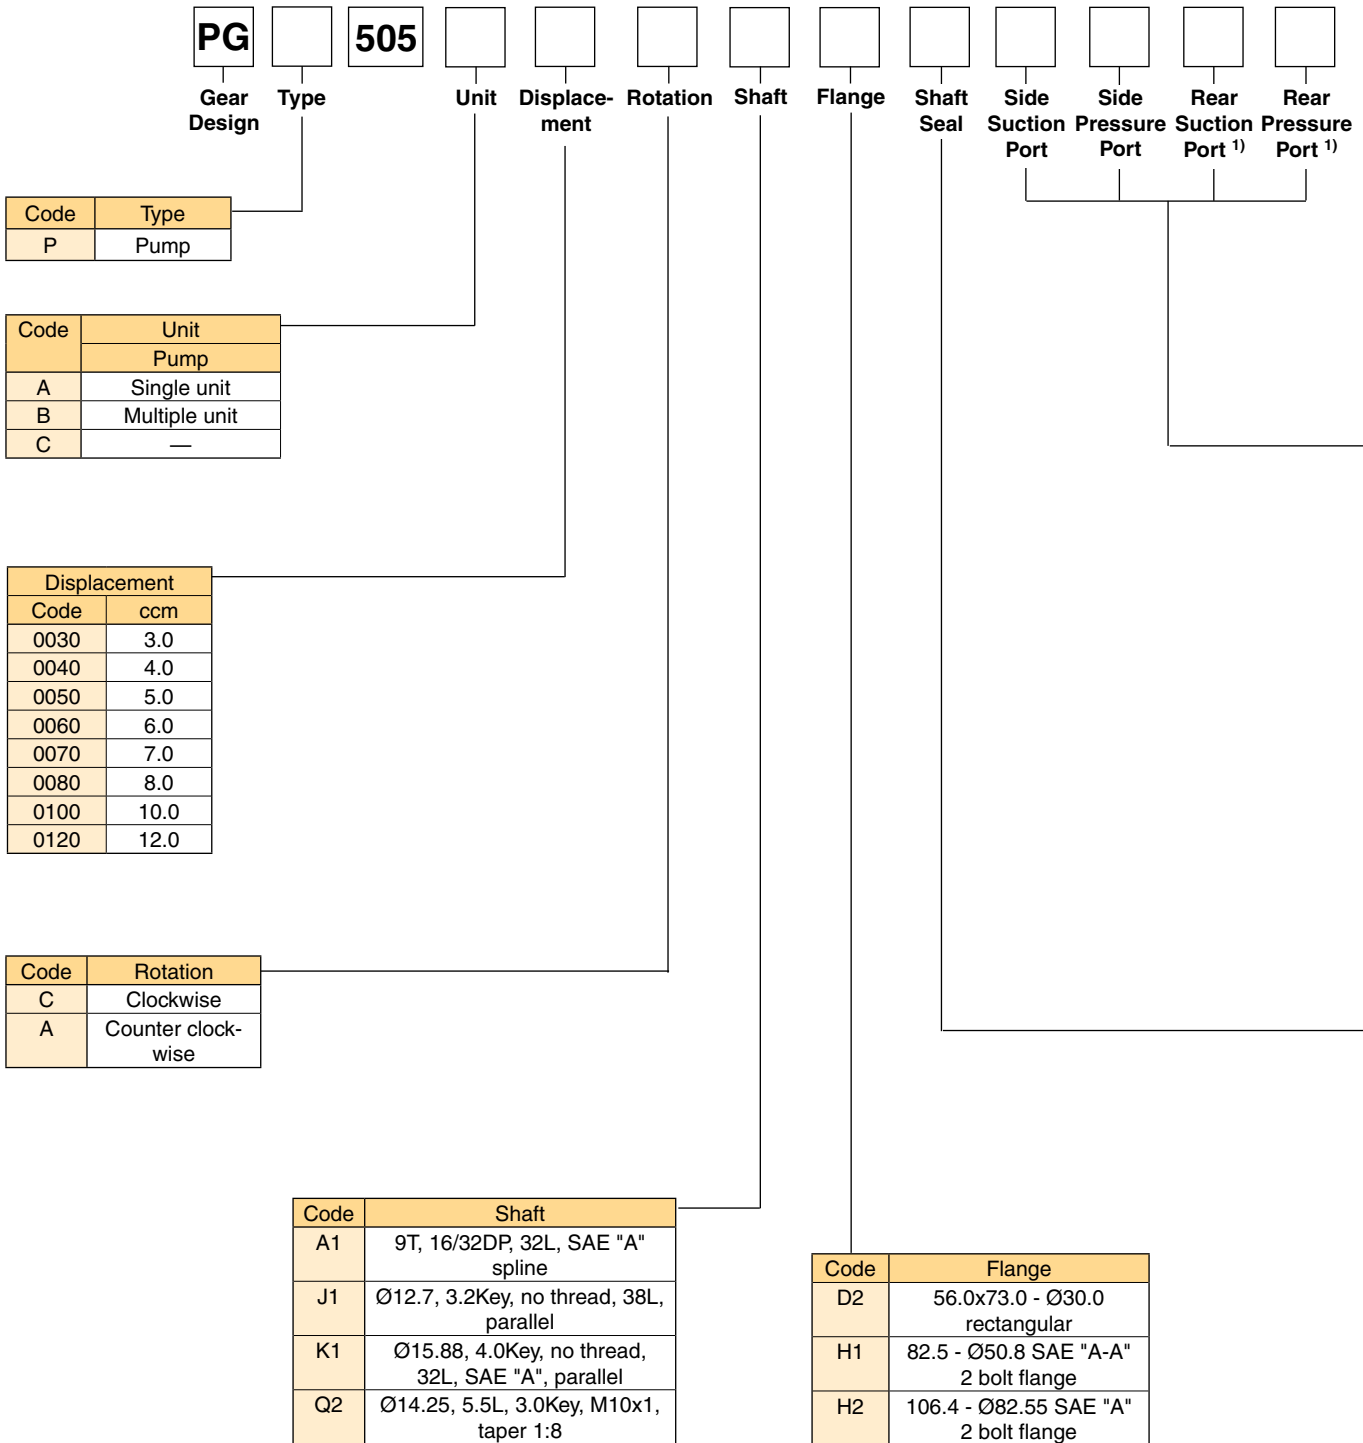 PG 505
Gear Design Type Unit Displace-ment Rotation Shaft Flange Shaft Seal Side Suction Port Side Pressure Port Rear Suction Port 1) Rear Pressure Port 1)
Code Type
P Pump
Code Unit
Pump
A Single unit
B Multiple unit
C —
Displacement
Code ccm
0030 3.0
0040 4.0
0050 5.0
0060 6.0
0070 7.0
0080 8.0
0100 10.0
0120 12.0
Code Rotation
C Clockwise
A Counter clock-
wise
Code Shaft
A1 9T, 16/32DP, 32L, SAE "A"
spline
J1 Ø12.7, 3.2Key, no thread, 38L,
parallel
K1 Ø15.88, 4.0Key, no thread,
32L, SAE "A", parallel
Q2 Ø14.25, 5.5L, 3.0Key, M10x1,
taper 1:8
Code Flange
D2 56.0x73.0 - Ø30.0
rectangular
H1 82.5 - Ø50.8 SAE "A-A"
2 bolt flange
H2 106.4 - Ø82.55 SAE "A"
2 bolt flange